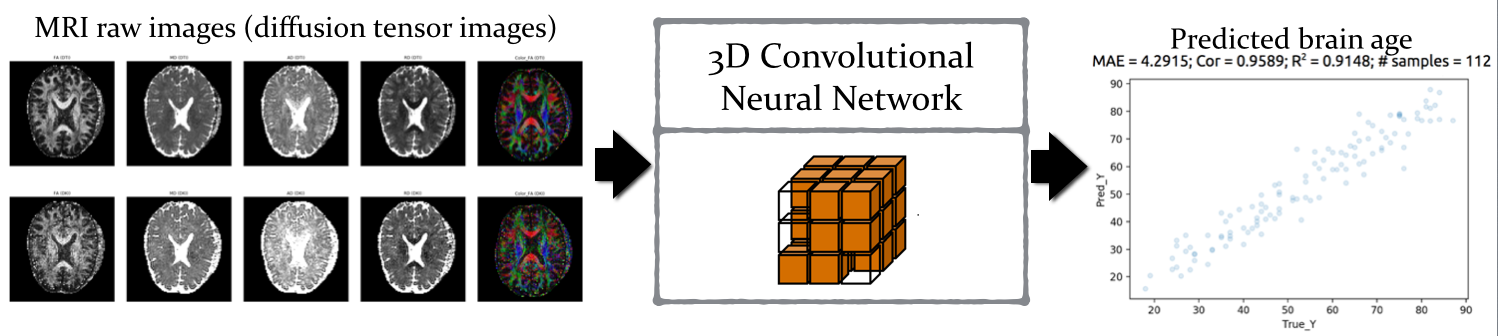 MRI raw images (diffusion tensor images)
FA (DTI)
MD (DTI)
AD (DTI)
RD (DTI)
Color_FA (DTI)
FA (DKI)
MD (DKI)
AD (DKI)
RD (DKI)
Color_FA (DKI)
3D Convolutional
Neural Network
Predicted brain age
MAE = 4.2915; Cor = 0.9589; R² = 0.9148; # samples = 112
Pred_Y
90
80
70
60
50
40
30
20
20 30 40 50 60 70 80 90
True_Y